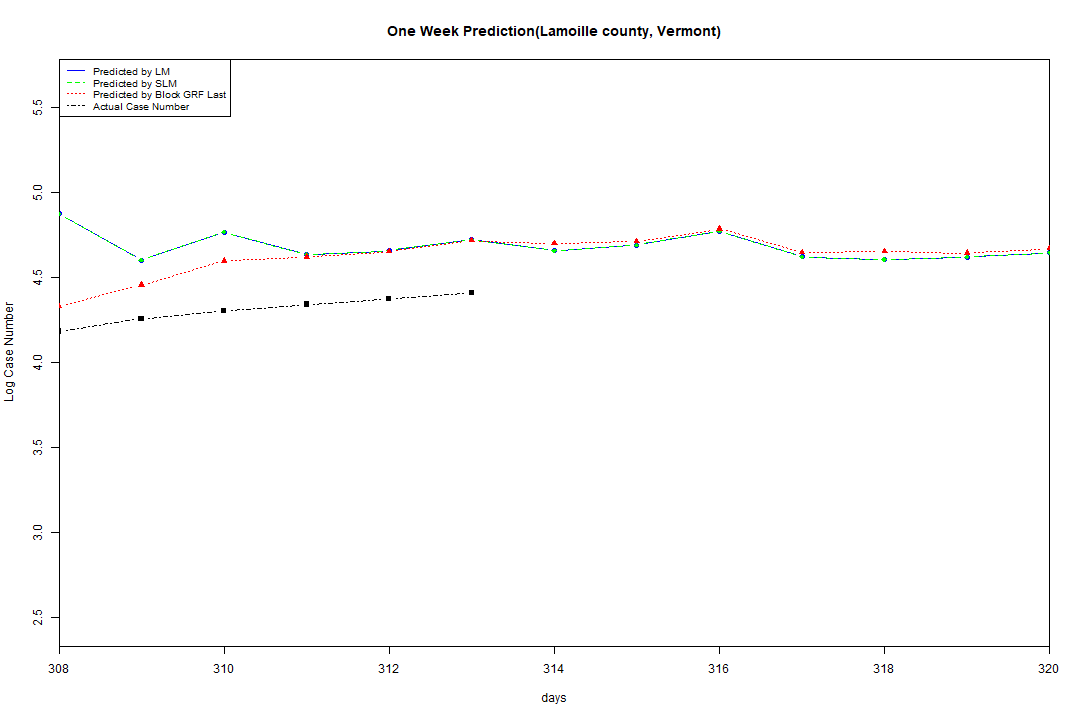 One Week Prediction(Lamoille county, Vermont)
Predicted by LM
Predicted by SLM
Predicted by Block GRF Last
Actual Case Number
5.5
5.0
4.5
4.0
3.5
3.0
2.5
Log Case Number
308 310 312 314 316 318 320
days